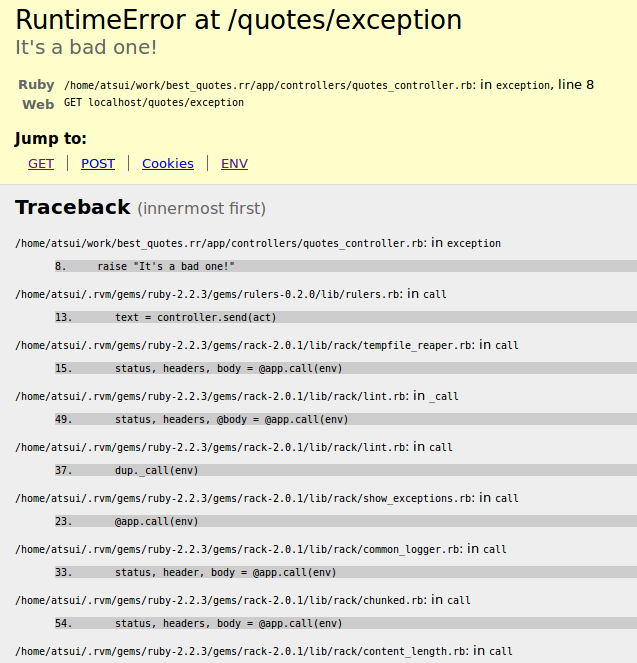 RuntimeError at /quotes/exception
It's a bad one!
Ruby /home/atsui/work/best_quotes.rr/app/controllers/quotes_controller.rb: in exception, line 8
Web GET localhost/quotes/exception
Jump to:
GET | POST | Cookies | ENV
Traceback (innermost first)
/home/atsui/work/best_quotes.rr/app/controllers/quotes_controller.rb: in exception
8. raise "It's a bad one!"
/home/atsui/.rvm/gems/ruby-2.2.3/gems/rulers-0.2.0/lib/rulers.rb: in call
13. text = controller.send(act)
/home/atsui/.rvm/gems/ruby-2.2.3/gems/rack-2.0.1/lib/rack/tempfile_reaper.rb: in call
15. status, headers, body = @app.call(env)
/home/atsui/.rvm/gems/ruby-2.2.3/gems/rack-2.0.1/lib/rack/lint.rb: in _call
49. status, headers, @body = @app.call(env)
/home/atsui/.rvm/gems/ruby-2.2.3/gems/rack-2.0.1/lib/rack/lint.rb: in call
37. dup._call(env)
/home/atsui/.rvm/gems/ruby-2.2.3/gems/rack-2.0.1/lib/rack/show_exceptions.rb: in call
23. @app.call(env)
/home/atsui/.rvm/gems/ruby-2.2.3/gems/rack-2.0.1/lib/rack/common_logger.rb: in call
33. status, header, body = @app.call(env)
/home/atsui/.rvm/gems/ruby-2.2.3/gems/rack-2.0.1/lib/rack/chunked.rb: in call
54. status, headers, body = @app.call(env)
/home/atsui/.rvm/gems/ruby-2.2.3/gems/rack-2.0.1/lib/rack/content_length.rb: in call